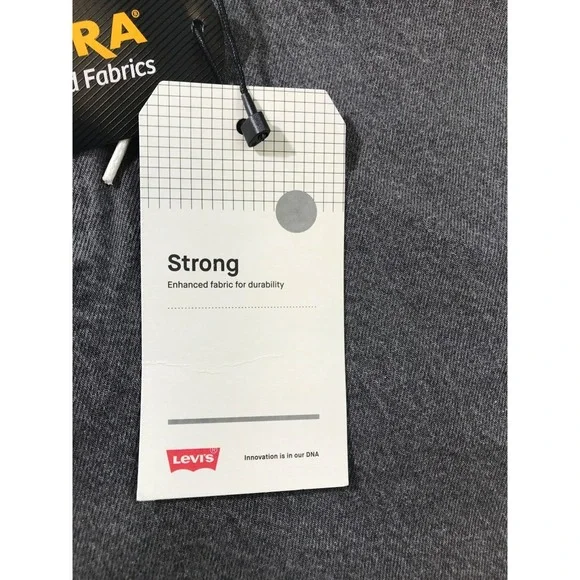 RA®
d Fabrics
Strong
Enhanced fabric for durability
LEVI'S
Innovation is in our DNA